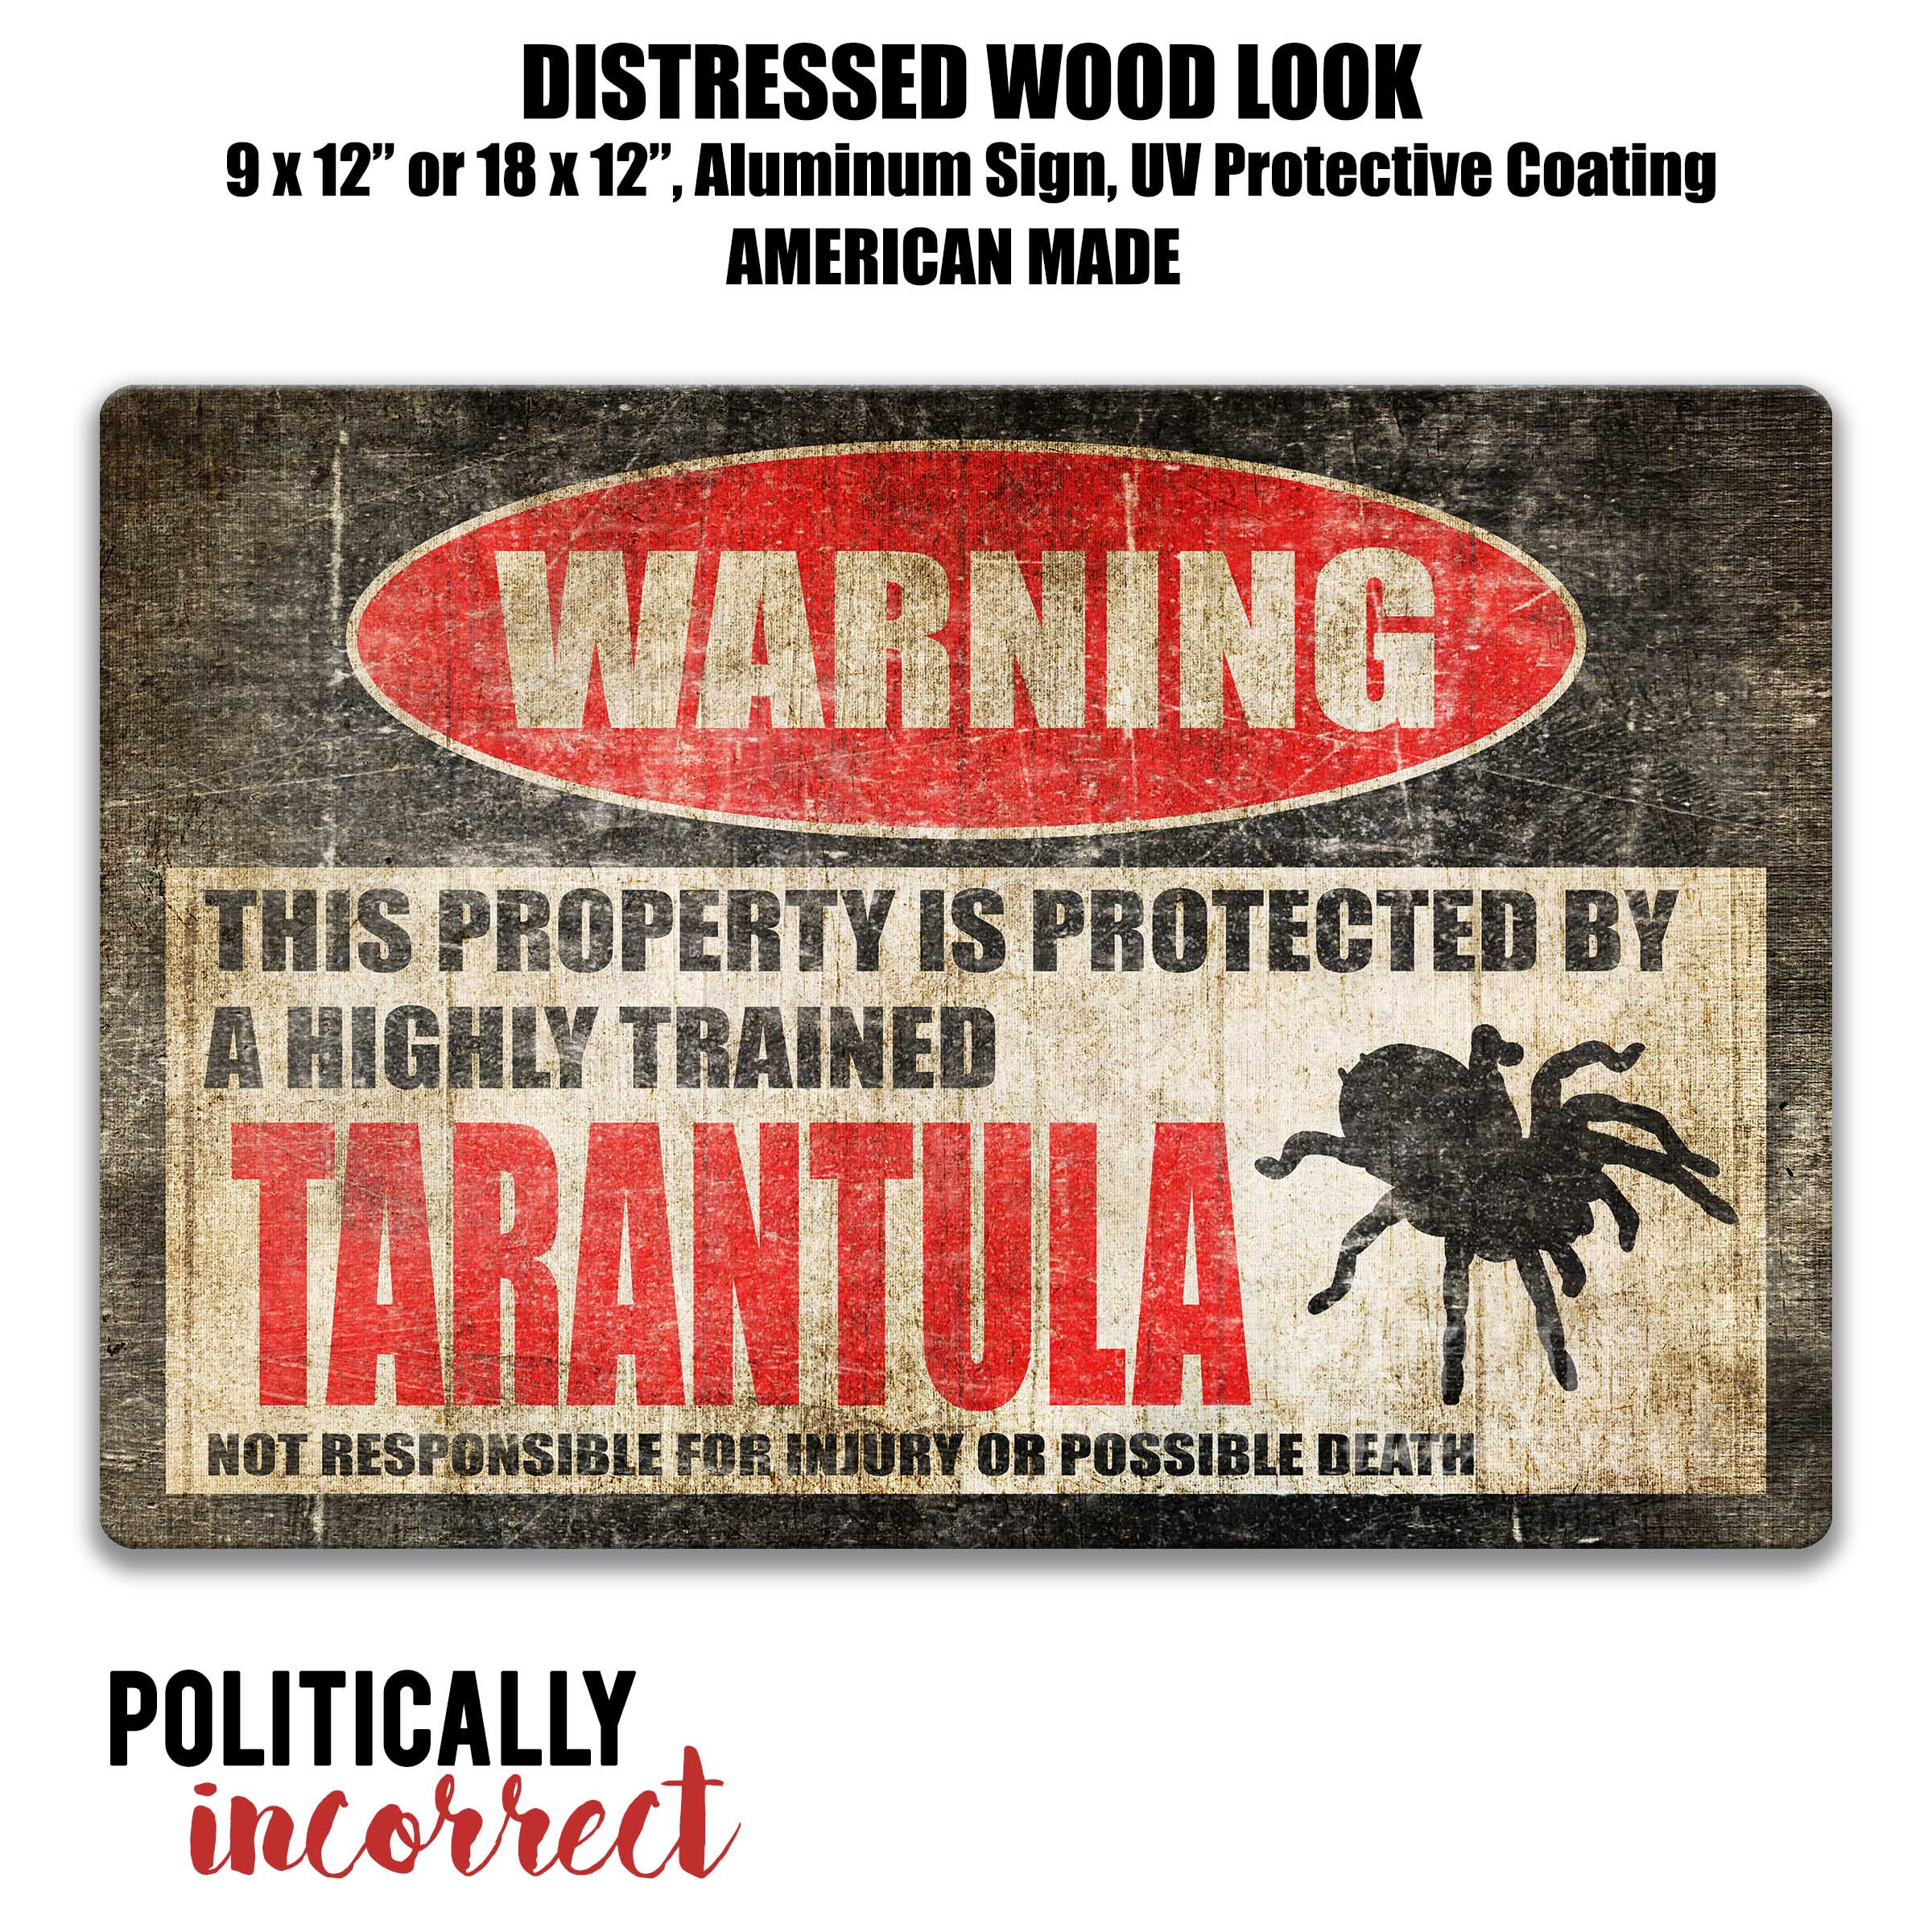 DISTRESSED WOOD LOOK
9 x 12” or 18 x 12”, Aluminum Sign, UV Protective Coating
AMERICAN MADE
WARNING
THIS PROPERTY IS PROTECTED BY
A HIGHLY TRAINED
TARANTULA
NOT RESPONSIBLE FOR INJURY OR POSSIBLE DEATH
POLITICALLY
incorrect